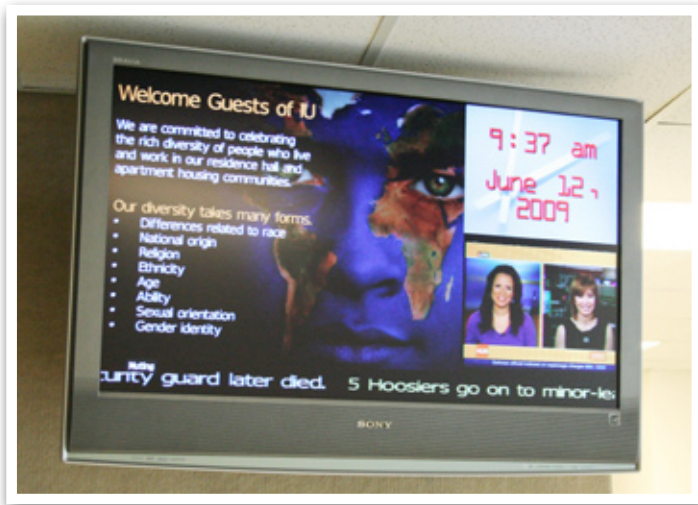 BRAVIA
Welcome Guests of IU
We are committed to celebrating
the rich diversity of people who live
and work in our residence hall and
apartment housing communities.
Our diversity takes many forms.
• Differences related to race
• National origin
• Religion
• Ethnicity
• Age
• Ability
• Sexual orientation
• Gender identity
9:37 am
June 12,
2009
Muting
curity guard later died. 5 Hoosiers go on to minor-le
SONY